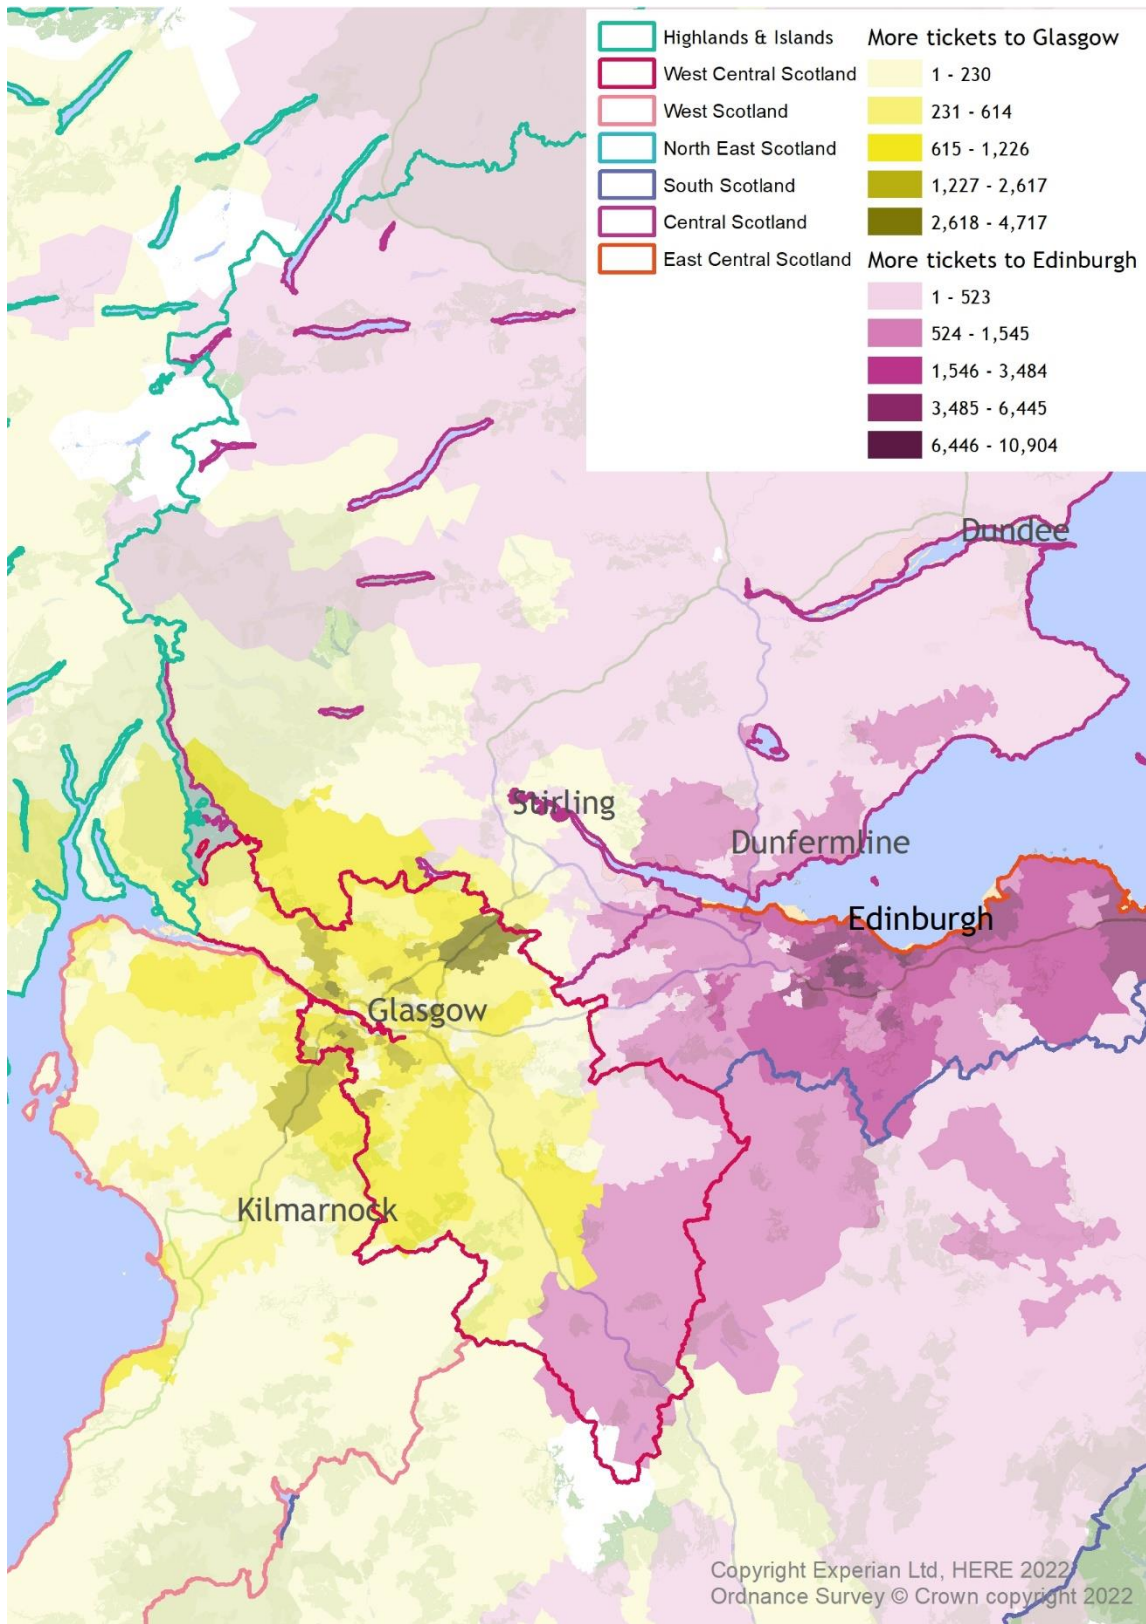 Highlands & Islands
West Central Scotland
West Scotland
North East Scotland
South Scotland
Central Scotland
East Central Scotland
More tickets to Glasgow
1 - 230
231 - 614
615 - 1,226
1,227 - 2,617
2,618 - 4,717
More tickets to Edinburgh
1 - 523
524 - 1,545
1,546 - 3,484
3,485 - 6,445
6,446 - 10,904
Dundee
Stirling
Dunfermline
Edinburgh
Glasgow
Kilmarnock
Copyright Experian Ltd, HERE 2022
Ordnance Survey © Crown copyright 2022